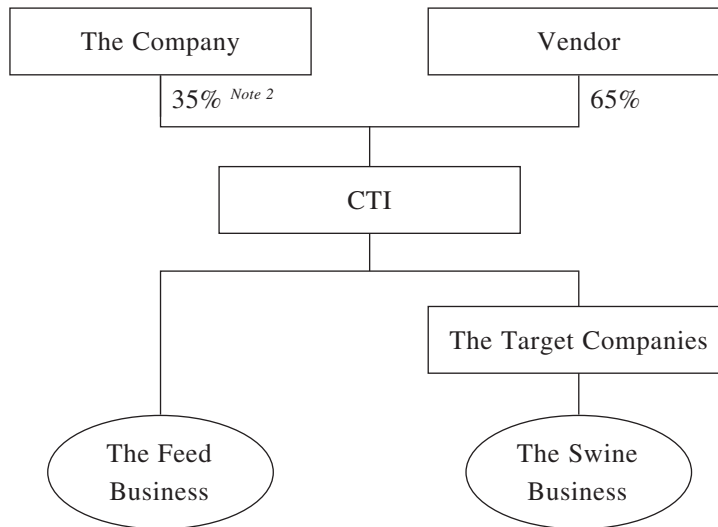 The Company
Vendor
35% Note 2
65%
CTI
The Target Companies
The Feed
Business
The Swine
Business